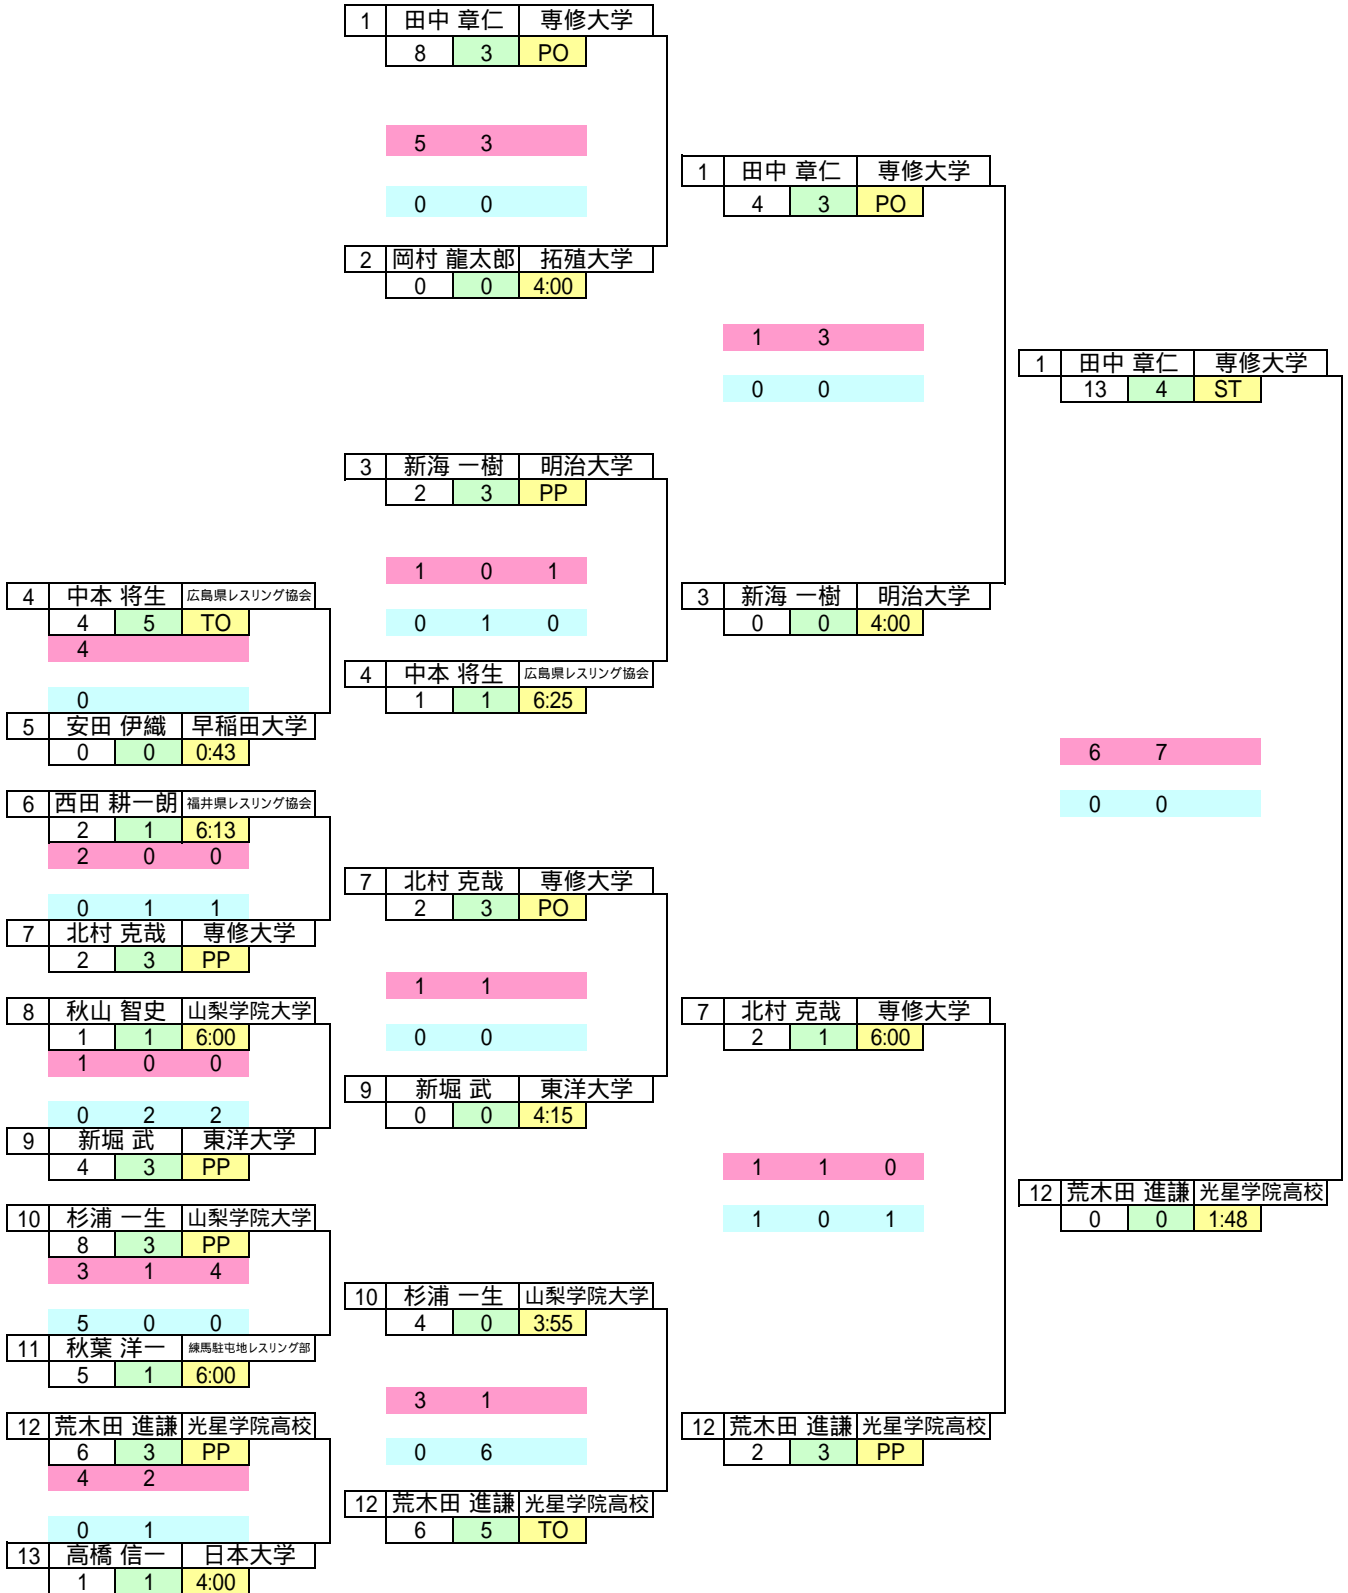 1 田中 章仁 専修大学
8 3 PO
5 3
0 0
2 岡村 龍太郎 拓殖大学
0 0 4:00
3 新海 一樹 明治大学
2 3 PP
1 0 1
0 1 0
4 中本 将生 広島県レスリング協会
1 1 6:25
4 中本 将生 広島県レスリング協会
4 5 TO
4
0
5 安田 伊織 早稲田大学
0 0 0:43
6 西田 耕一朗 福井県レスリング協会
2 1 6:13
2 0 0
0 1 1
7 北村 克哉 専修大学
2 3 PP
8 秋山 智史 山梨学院大学
1 1 6:00
1 0 0
0 2 2
9 新堀 武 東洋大学
4 3 PP
10 杉浦 一生 山梨学院大学
8 3 PP
3 1 4
5 0 0
11 秋葉 洋一 練馬駐屯地レスリング部
5 1 6:00
12 荒木田 進謙 光星学院高校
6 3 PP
4 2
0 1
13 高橋 信一 日本大学
1 1 4:00
7 北村 克哉 専修大学
2 3 PO
1 1
0 0
9 新堀 武 東洋大学
0 0 4:15
10 杉浦 一生 山梨学院大学
4 0 3:55
3 1
0 6
12 荒木田 進謙 光星学院高校
6 5 TO
1 田中 章仁 専修大学
4 3 PO
1 3
0 0
3 新海 一樹 明治大学
0 0 4:00
7 北村 克哉 専修大学
2 1 6:00
1 1 0
1 0 1
12 荒木田 進謙 光星学院高校
2 3 PP
1 田中 章仁 専修大学
13 4 ST
6 7
0 0
12 荒木田 進謙 光星学院高校
0 0 1:48